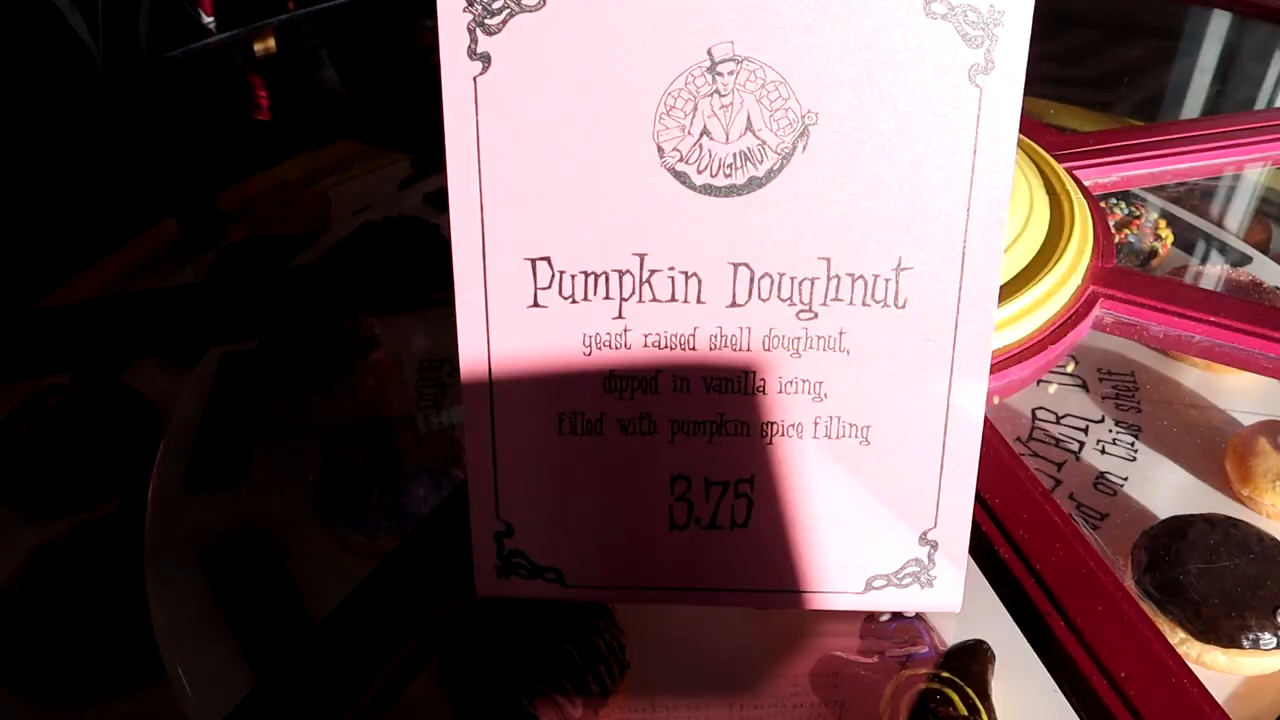 DOUGHNUT
Pumpkin Doughnut
yeast raised shell doughnut,
dipped in vanilla icing,
filled with pumpkin spice filling
3.75
on this shelf